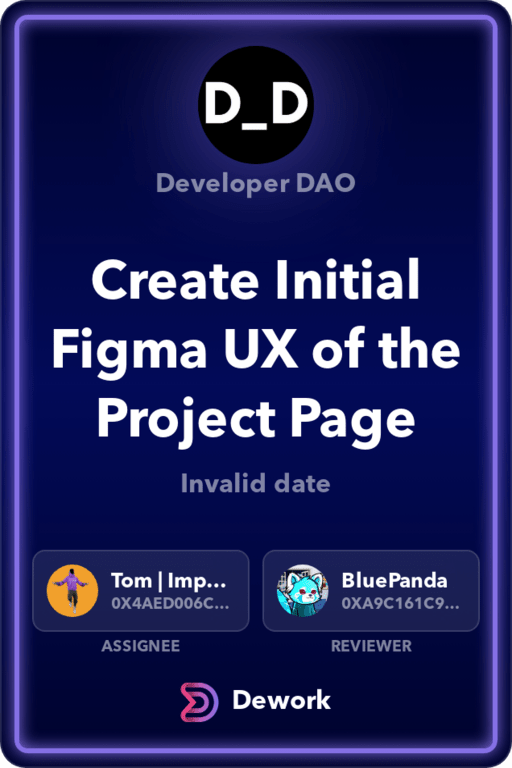 D_D
Developer DAO
Create Initial
Figma UX of the
Project Page
Invalid date
Tom | Imp...
0X4AED006C...
BluePanda
0XA9C161C9...
ASSIGNEE
REVIEWER
Dework